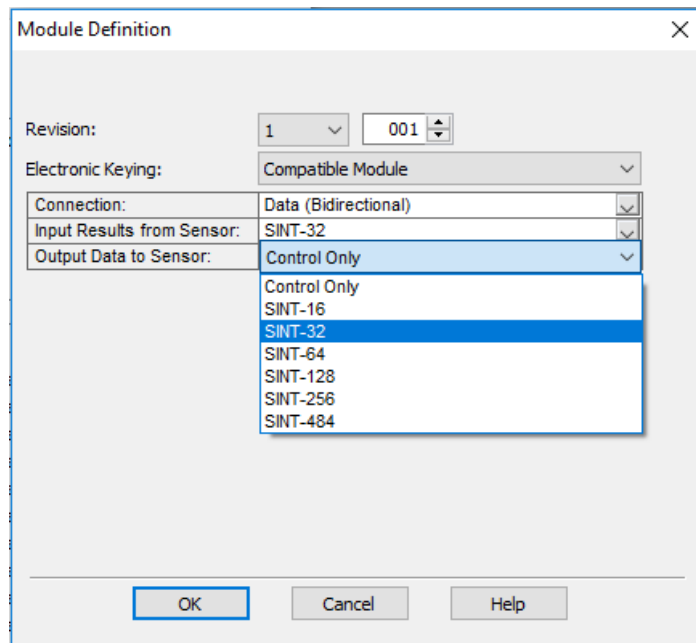 Module Definition
Revision: 1 001
Electronic Keying: Compatible Module
Connection: Data (Bidirectional)
Input Results from Sensor: SINT-32
Output Data to Sensor: Control Only
Control Only
SINT-16
SINT-32
SINT-64
SINT-128
SINT-256
SINT-484
OK Cancel Help